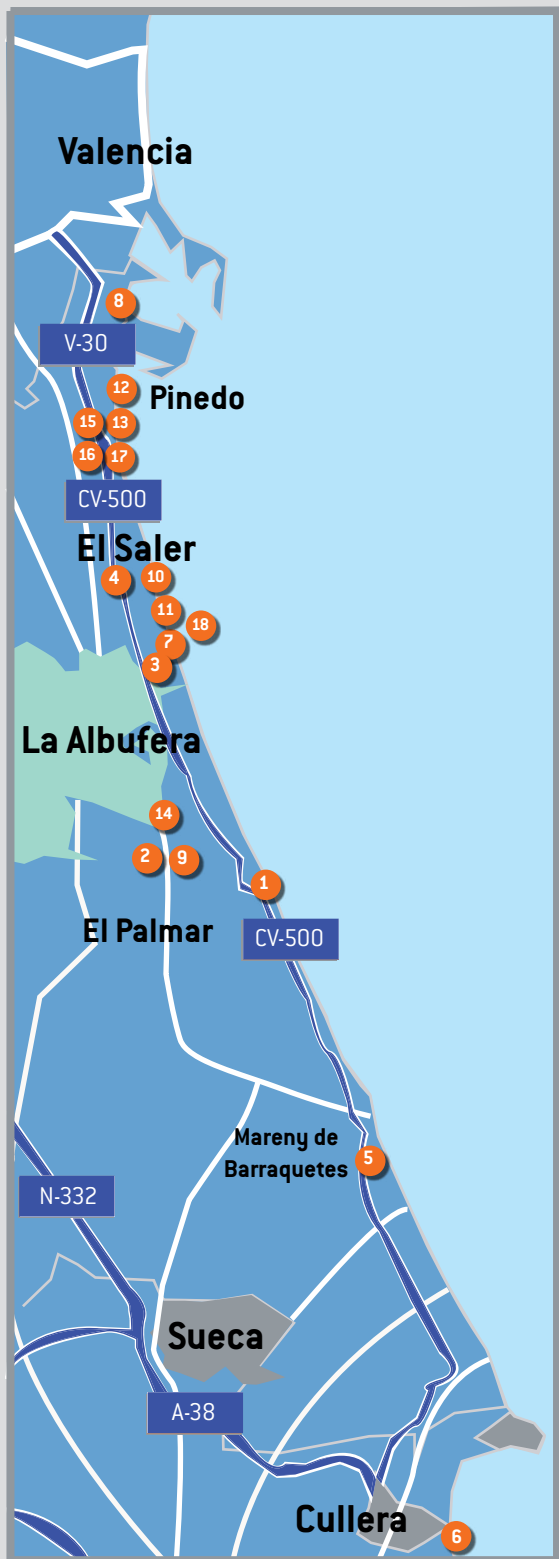 Valencia
8
V-30
12
Pinedo
15
13
16
17
CV-500
El Saler
4
10
11
18
7
3
La Albufera
14
2
9
1
El Palmar
CV-500
Mareny de
Barraquetes
5
N-332
Sueca
A-38
Cullera
6